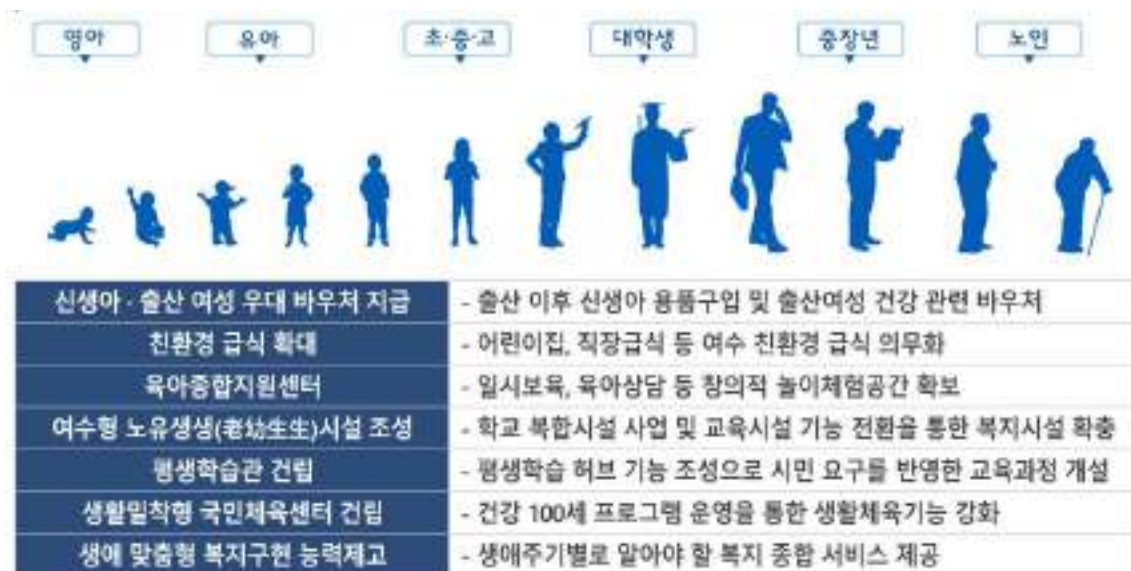 영아 유아 초·중·고 대학생 중장년 노인
신생아 · 출산 여성 우대 바우처 지급 - 출산 이후 신생아 용품구입 및 출산여성 건강 관련 바우처
친환경 급식 확대 - 어린이집, 직장급식 등 여수 친환경 급식 의무화
육아종합지원센터 - 일시보육, 육아상담 등 창의적 놀이체험공간 확보
여수형 노유생생(老幼生生)시설 조성 - 학교 복합시설 사업 및 교육시설 기능 전환을 통한 복지시설 확충
평생학습관 건립 - 평생학습 허브 기능 조성으로 시민 요구를 반영한 교육과정 개설
생활밀착형 국민체육센터 건립 - 건강 100세 프로그램 운영을 통한 생활체육기능 강화
생애 맞춤형 복지구현 능력제고 - 생애주기별로 알아야 할 복지 종합 서비스 제공